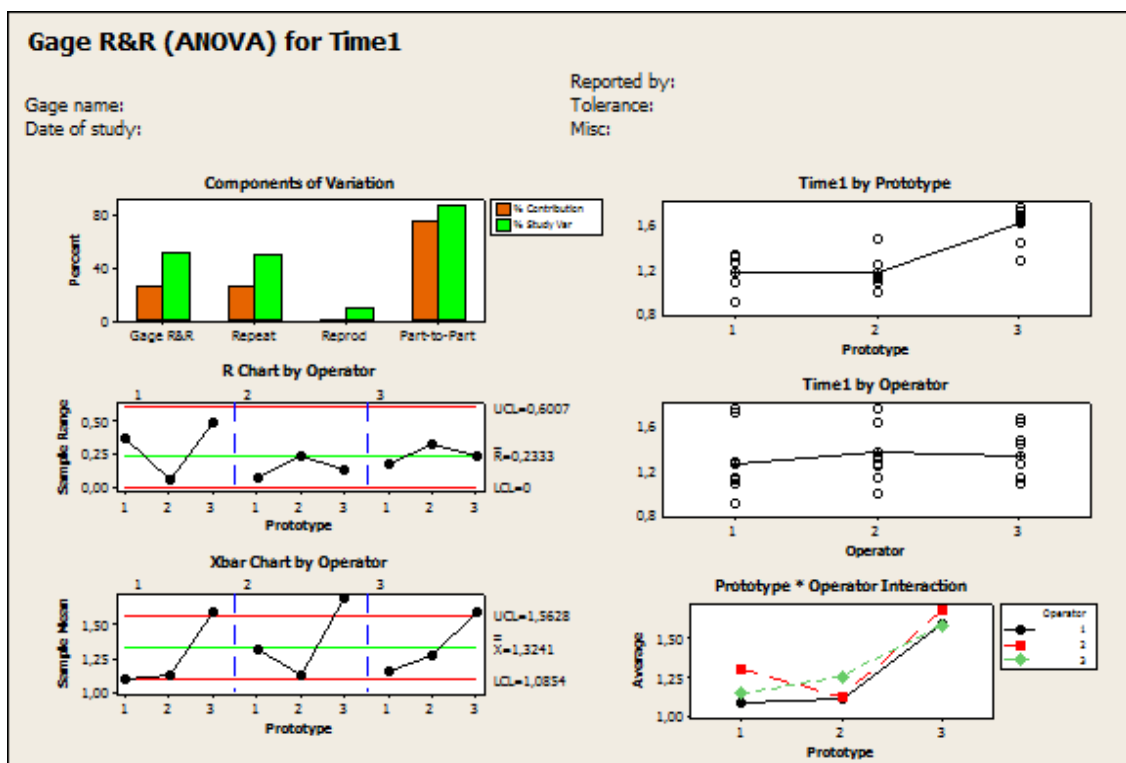 Gage R&R (ANOVA) for Time1
Reported by:
Gage name:
Tolerance:
Date of study:
Misc:
Components of Variation
% Contribution
% Study Var
Percent
80
40
0
Gage R&R Repeat Reprod Part-to-Part
R Chart by Operator
1 2 3
Sample Range
0,50
0,25
0,00
UCL=0,6007
R=0,2333
LCL=0
1 2 3 1 2 3 1 2 3
Prototype
Xbar Chart by Operator
1 2 3
Sample Mean
1,50
1,25
1,00
UCL=1,5628
X=1,3241
LCL=1,0854
1 2 3 1 2 3 1 2 3
Prototype
Time1 by Prototype
1,6
1,2
0,8
1 2 3
Prototype
Time1 by Operator
1,6
1,2
0,8
1 2 3
Operator
Prototype * Operator Interaction
Average
1,50
1,25
1,00
1 2 3
Prototype
Operator
1
2
3